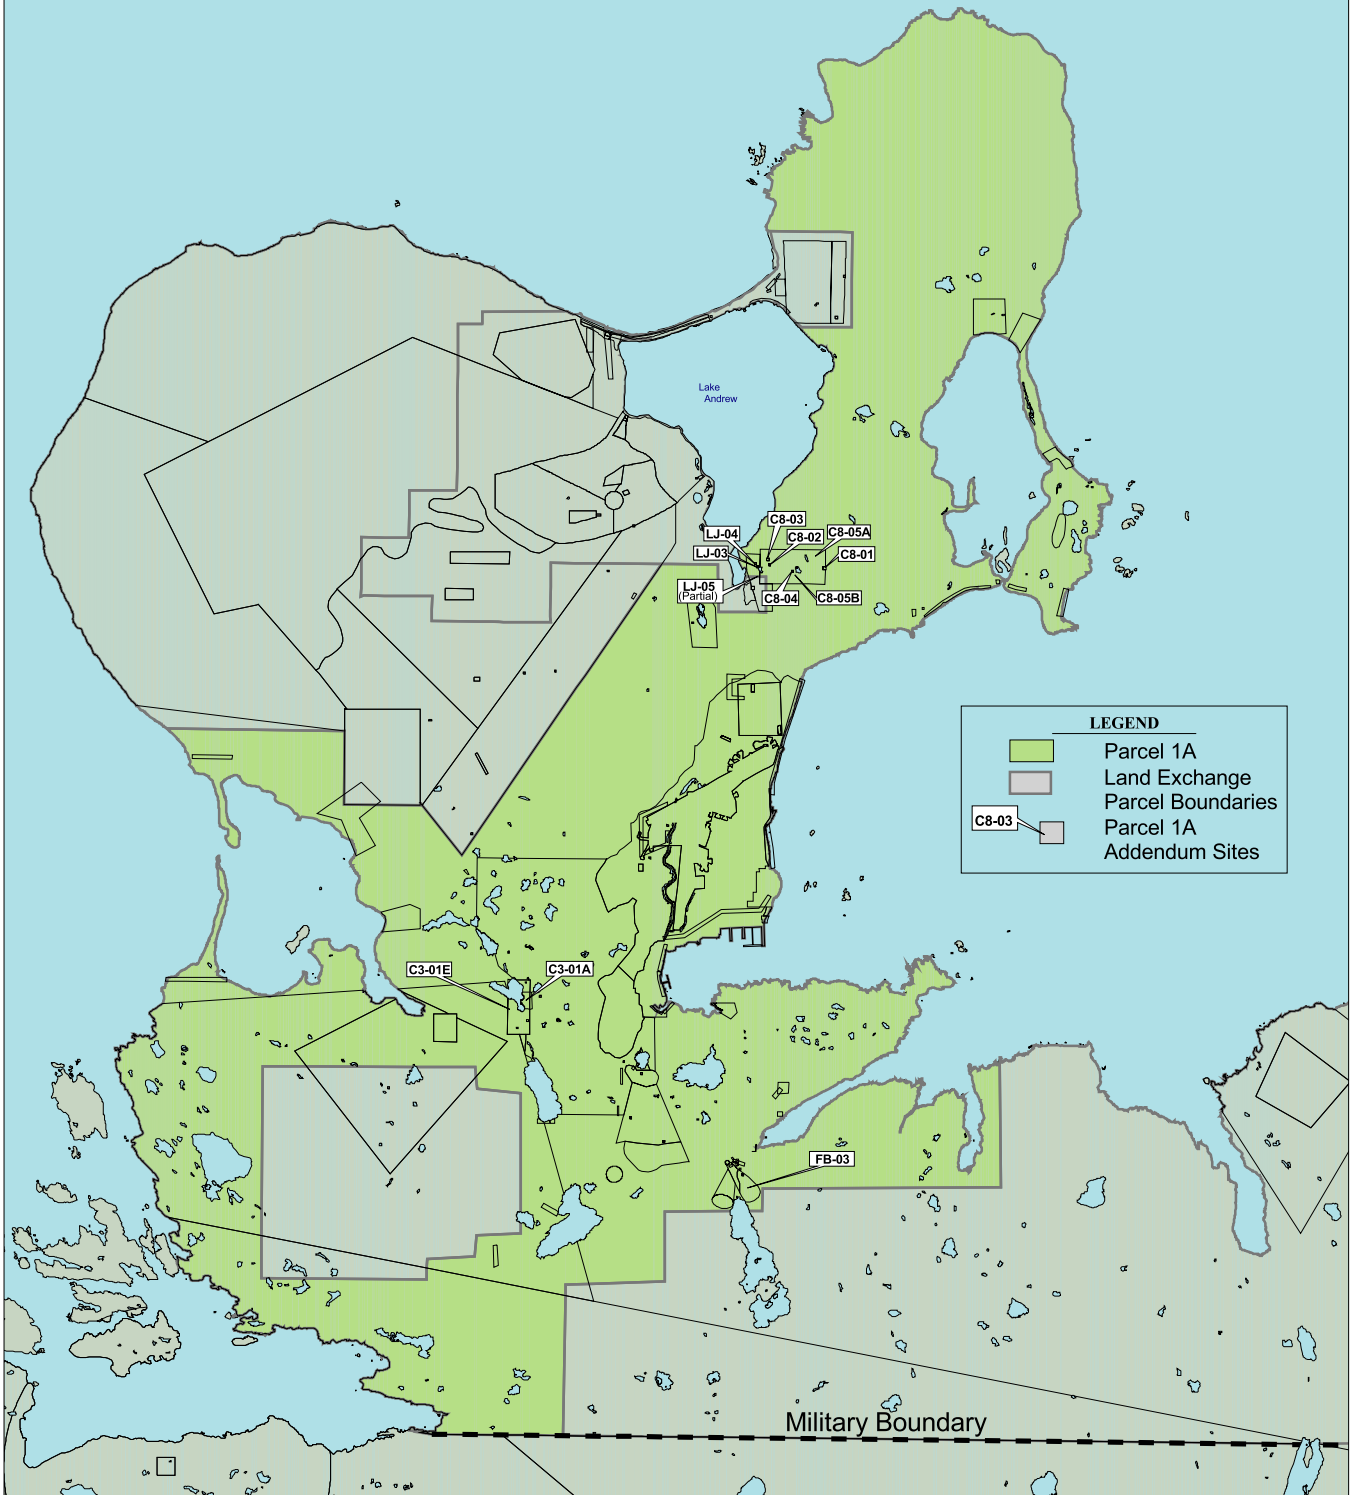 Lake
Andrew
C8-03
LJ-04
C8-02
C8-05A
LJ-03
C8-01
LJ-05
(Partial)
C8-04
C8-05B
LEGEND
Parcel 1A
Land Exchange
Parcel Boundaries
C8-03
Parcel 1A
Addendum Sites
C3-01E
C3-01A
FB-03
Military Boundary